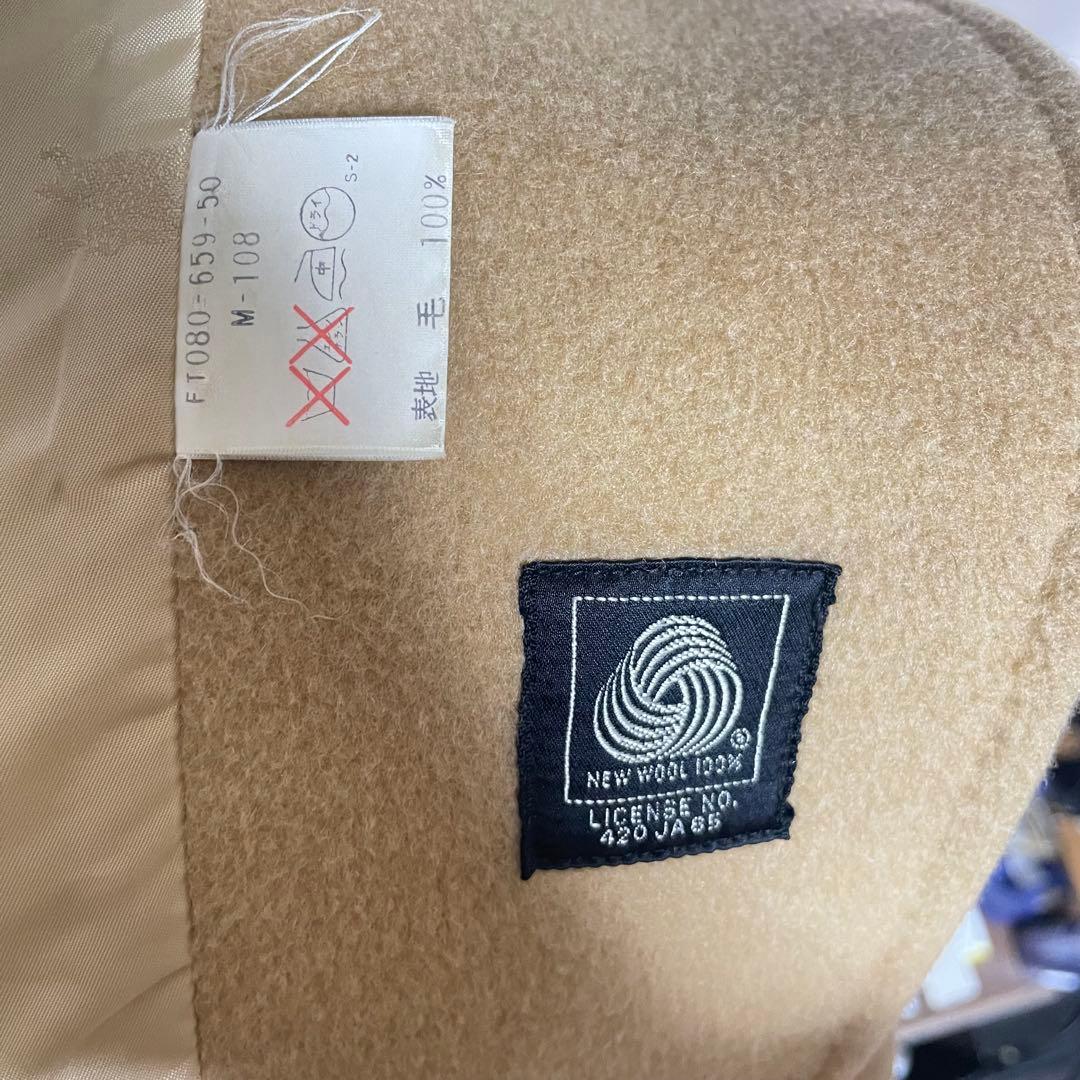 FT080-659-50
M-108
中
ドライ
S-2
表地 毛 100%
NEW WOOL 100%
LICENSE NO.
420 JA 65